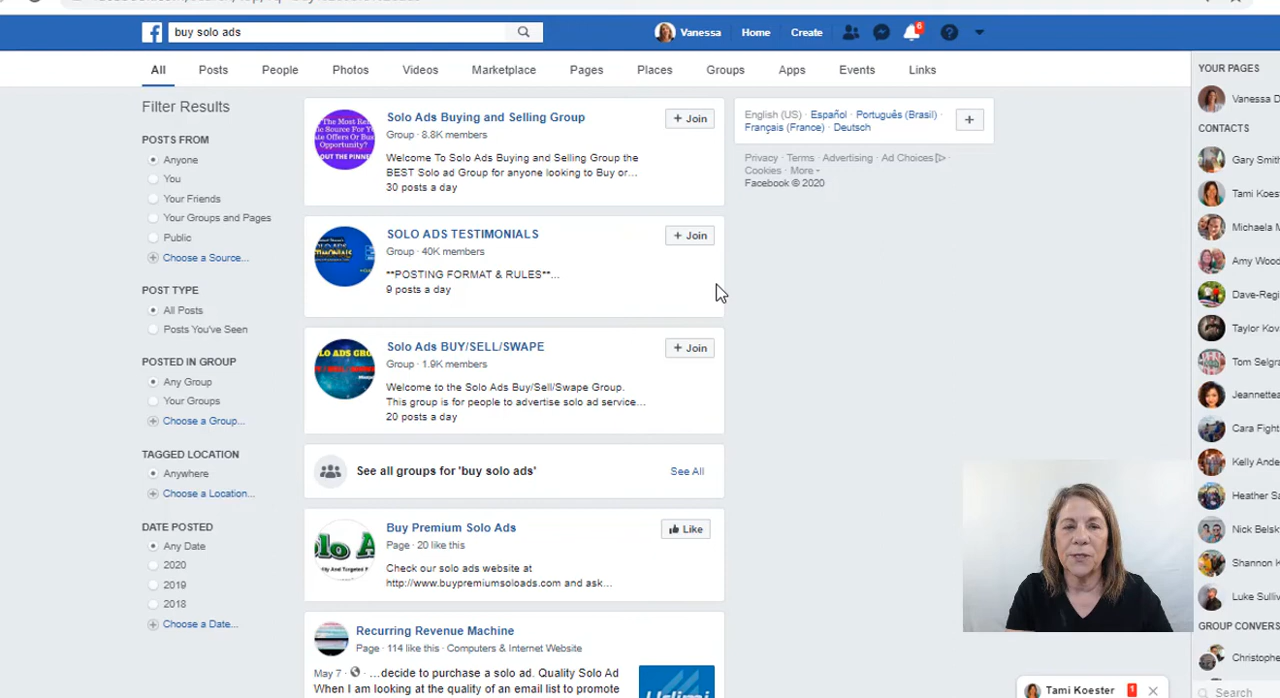 buy solo ads
Vanessa
Home
Create
6
All
Posts
People
Photos
Videos
Marketplace
Pages
Places
Groups
Apps
Events
Links
Filter Results
POSTS FROM
Anyone
You
Your Friends
Your Groups and Pages
Public
Choose a Source...
POST TYPE
All Posts
Posts You've Seen
POSTED IN GROUP
Any Group
Your Groups
Choose a Group...
TAGGED LOCATION
Anywhere
Choose a Location...
DATE POSTED
Any Date
2020
2019
2018
Choose a Date...
Solo Ads Buying and Selling Group
Group · 8.8K members
Welcome To Solo Ads Buying and Selling Group the
BEST Solo ad Group for anyone looking to Buy or...
30 posts a day
+ Join
SOLO ADS TESTIMONIALS
Group · 40K members
**POSTING FORMAT & RULES**...
9 posts a day
+ Join
Solo Ads BUY/SELL/SWAPE
Group · 1.9K members
Welcome to the Solo Ads Buy/Sell/Swape Group.
This group is for people to advertise solo ad service...
20 posts a day
+ Join
See all groups for 'buy solo ads'
See All
Buy Premium Solo Ads
Page · 20 like this
Check our solo ads website at
http://www.buypremiumsoloads.com and ask...
Like
Recurring Revenue Machine
Page · 114 like this · Computers & Internet Website
May 7 · ...decide to purchase a solo ad. Quality Solo Ad
When I am looking at the quality of an email list to promote
English (US) · Español · Português (Brasil) ·
Français (France) · Deutsch
Privacy · Terms · Advertising · Ad Choices ·
Cookies · More
Facebook © 2020
YOUR PAGES
Vanessa D
CONTACTS
Gary Smith
Tami Koest
Michaela M
Amy Wood
Dave-Regi
Taylor Kov
Tom Selgra
Jeannettea
Cara Fight
Kelly Ande
Heather Sa
Nick Belsk
Shannon K
Luke Sulliv
GROUP CONVERS
Christophe
Search
Tami Koester
1